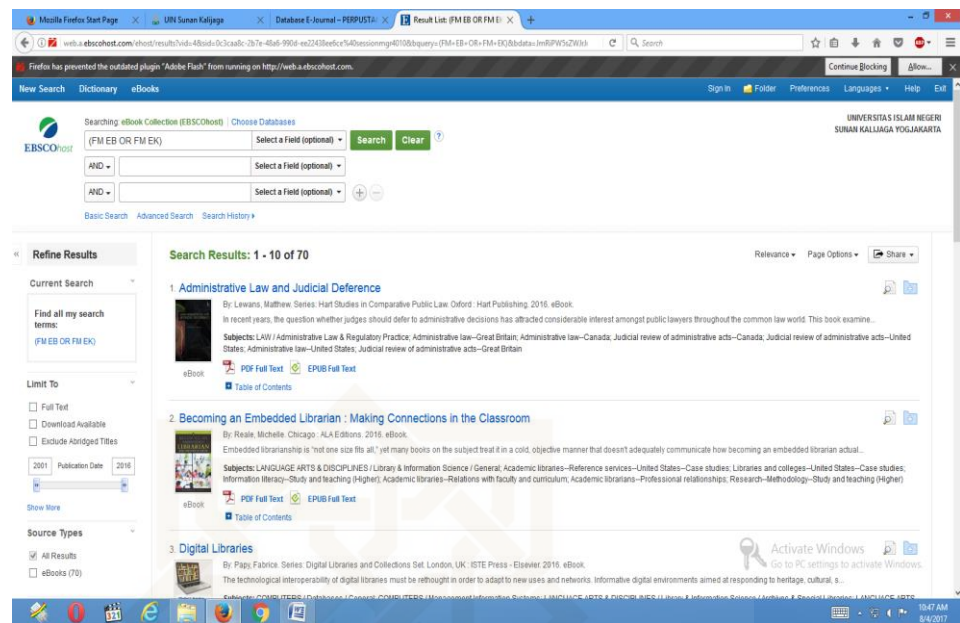 Mozilla Firefox Start Page
UIN Sunan Kalijaga
Database E-Journal – PERPUSTA
Result List: (FM EB OR FM E
web.a.ebscohost.com/ehost/results?vid=4&sid=
Search
Firefox has prevented the outdated plugin "Adobe Flash" from running on http://web.a.ebscohost.com.
Continue Blocking
Allow...
New Search Dictionary eBooks
Sign In Folder Preferences Languages Help Exit
Searching: eBook Collection (EBSCOhost) Choose Databases
UNIVERSITAS ISLAM NEGERI
SUNAN KALIJAGA YOGJAKARTA
EBSCOhost
(FM EB OR FM EK) Select a Field (optional) Search Clear ?
AND Select a Field (optional)
AND Select a Field (optional)
Basic Search Advanced Search Search History
Refine Results
Search Results: 1 - 10 of 70
Relevance Page Options Share
Current Search
Find all my search
terms:
(FM EB OR FM EK)
Limit To
Full Text
Download Available
Exclude Abridged Titles
2001 Publication Date 2016
Show More
Source Types
All Results
eBooks (70)
1. Administrative Law and Judicial Deference
By: Lewans, Matthew. Series: Hart Studies in Comparative Public Law. Oxford : Hart Publishing. 2016. eBook.
In recent years, the question whether judges should defer to administrative decisions has attracted considerable interest amongst public lawyers throughout the common law world. This book examine...
Subjects: LAW / Administrative Law & Regulatory Practice; Administrative law--Great Britain; Administrative law--Canada; Judicial review of administrative acts--Canada; Judicial review of administrative acts--United
States; Administrative law--United States; Judicial review of administrative acts--Great Britain
eBook
PDF Full Text EPUB Full Text
Table of Contents
2. Becoming an Embedded Librarian : Making Connections in the Classroom
By: Reale, Michelle. Chicago : ALA Editions. 2016. eBook.
Embedded librarianship is "not one size fits all," yet many books on the subject treat it in a cold, objective manner that doesn't adequately communicate how becoming an embedded librarian actual...
Subjects: LANGUAGE ARTS & DISCIPLINES / Library & Information Science / General; Academic libraries--Reference services--United States--Case studies; Libraries and colleges--United States--Case studies;
Information literacy--Study and teaching (Higher); Academic libraries--Relations with faculty and curriculum; Academic librarians--Professional relationships; Research--Methodology--Study and teaching (Higher)
eBook
PDF Full Text EPUB Full Text
Table of Contents
3. Digital Libraries
By: Papy, Fabrice. Series: Digital Libraries and Collections Set. London, UK : ISTE Press - Elsevier. 2016. eBook.
The technological interoperability of digital libraries must be rethought in order to adapt to new uses and networks. Informative digital environments aimed at responding to heritage, cultural, s...
Activate Windows
Go to PC settings to activate Windows.
10:47 AM
8/4/2017